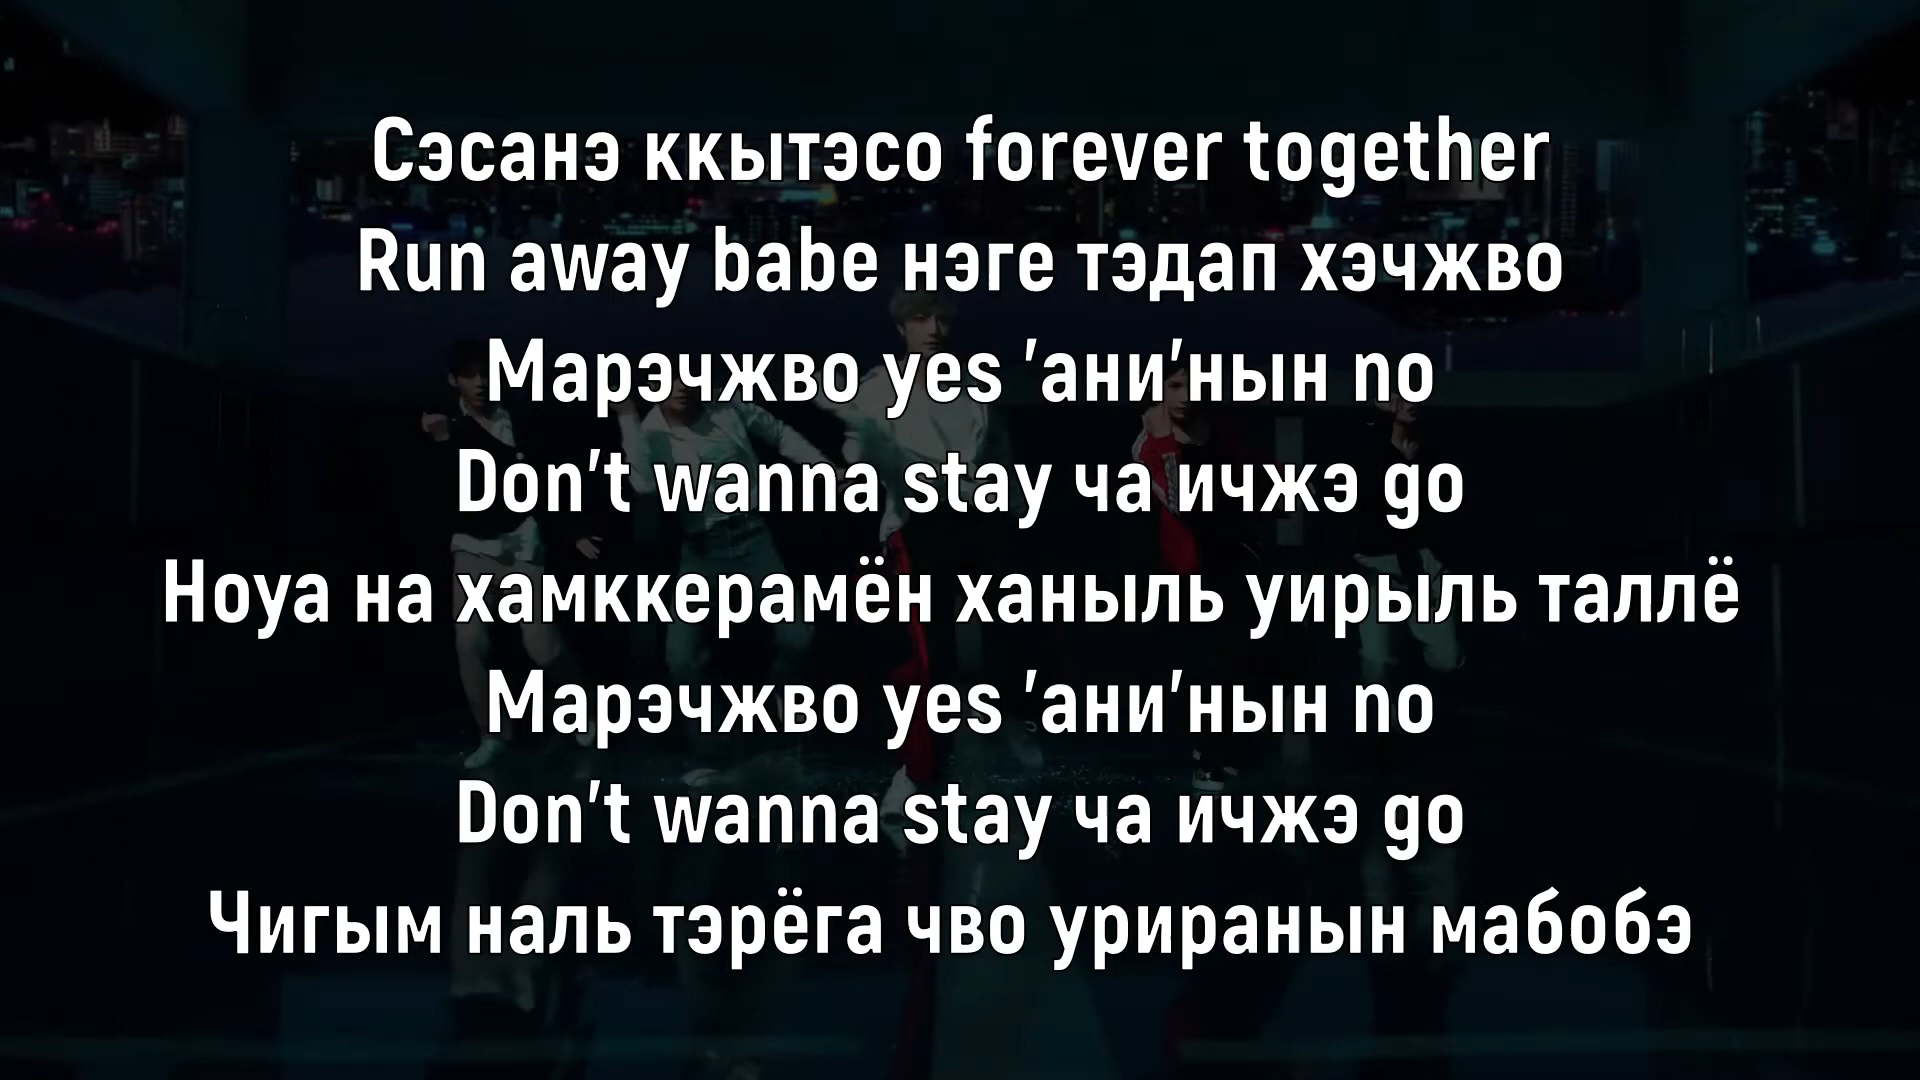 Сэсанэ ккытэсо forever together
Run away babe нэге тэдап хэчжво
Марэчжво yes 'ани'нын no
Don't wanna stay ча ичжэ go
Ноуа на хамккерамён ханыль уирыль таллё
Марэчжво yes 'ани'нын no
Don't wanna stay ча ичжэ go
Чигым наль тэрёга чво уриранын мабобэ